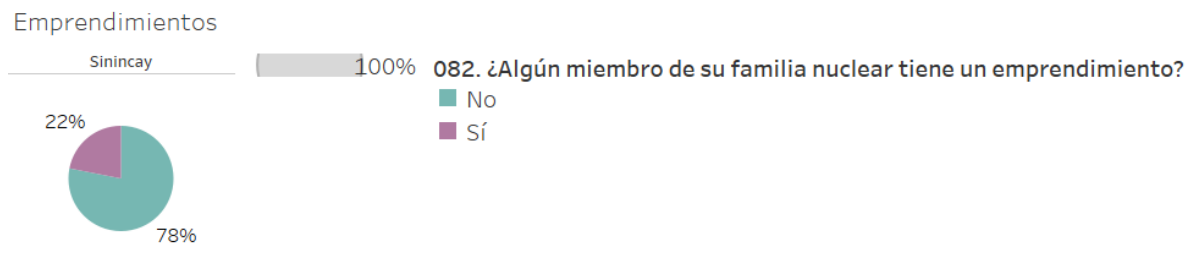 Emprendimientos
Sinincay
100%
082. ¿Algún miembro de su familia nuclear tiene un emprendimiento?
No
Sí
22%
78%